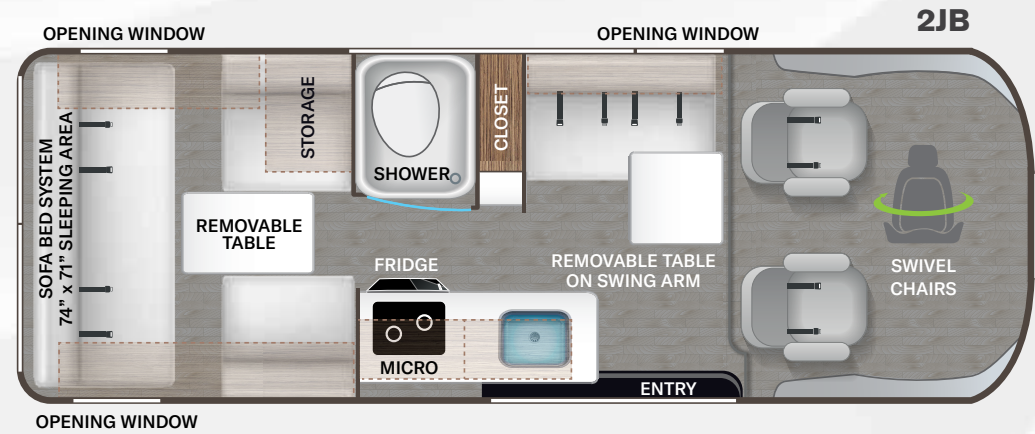 2JB
OPENING WINDOW
OPENING WINDOW
SOFA BED SYSTEM
74” x 71” SLEEPING AREA
STORAGE
SHOWER
CLOSET
REMOVABLE
TABLE
FRIDGE
REMOVABLE TABLE
ON SWING ARM
SWIVEL
CHAIRS
MICRO
ENTRY
OPENING WINDOW